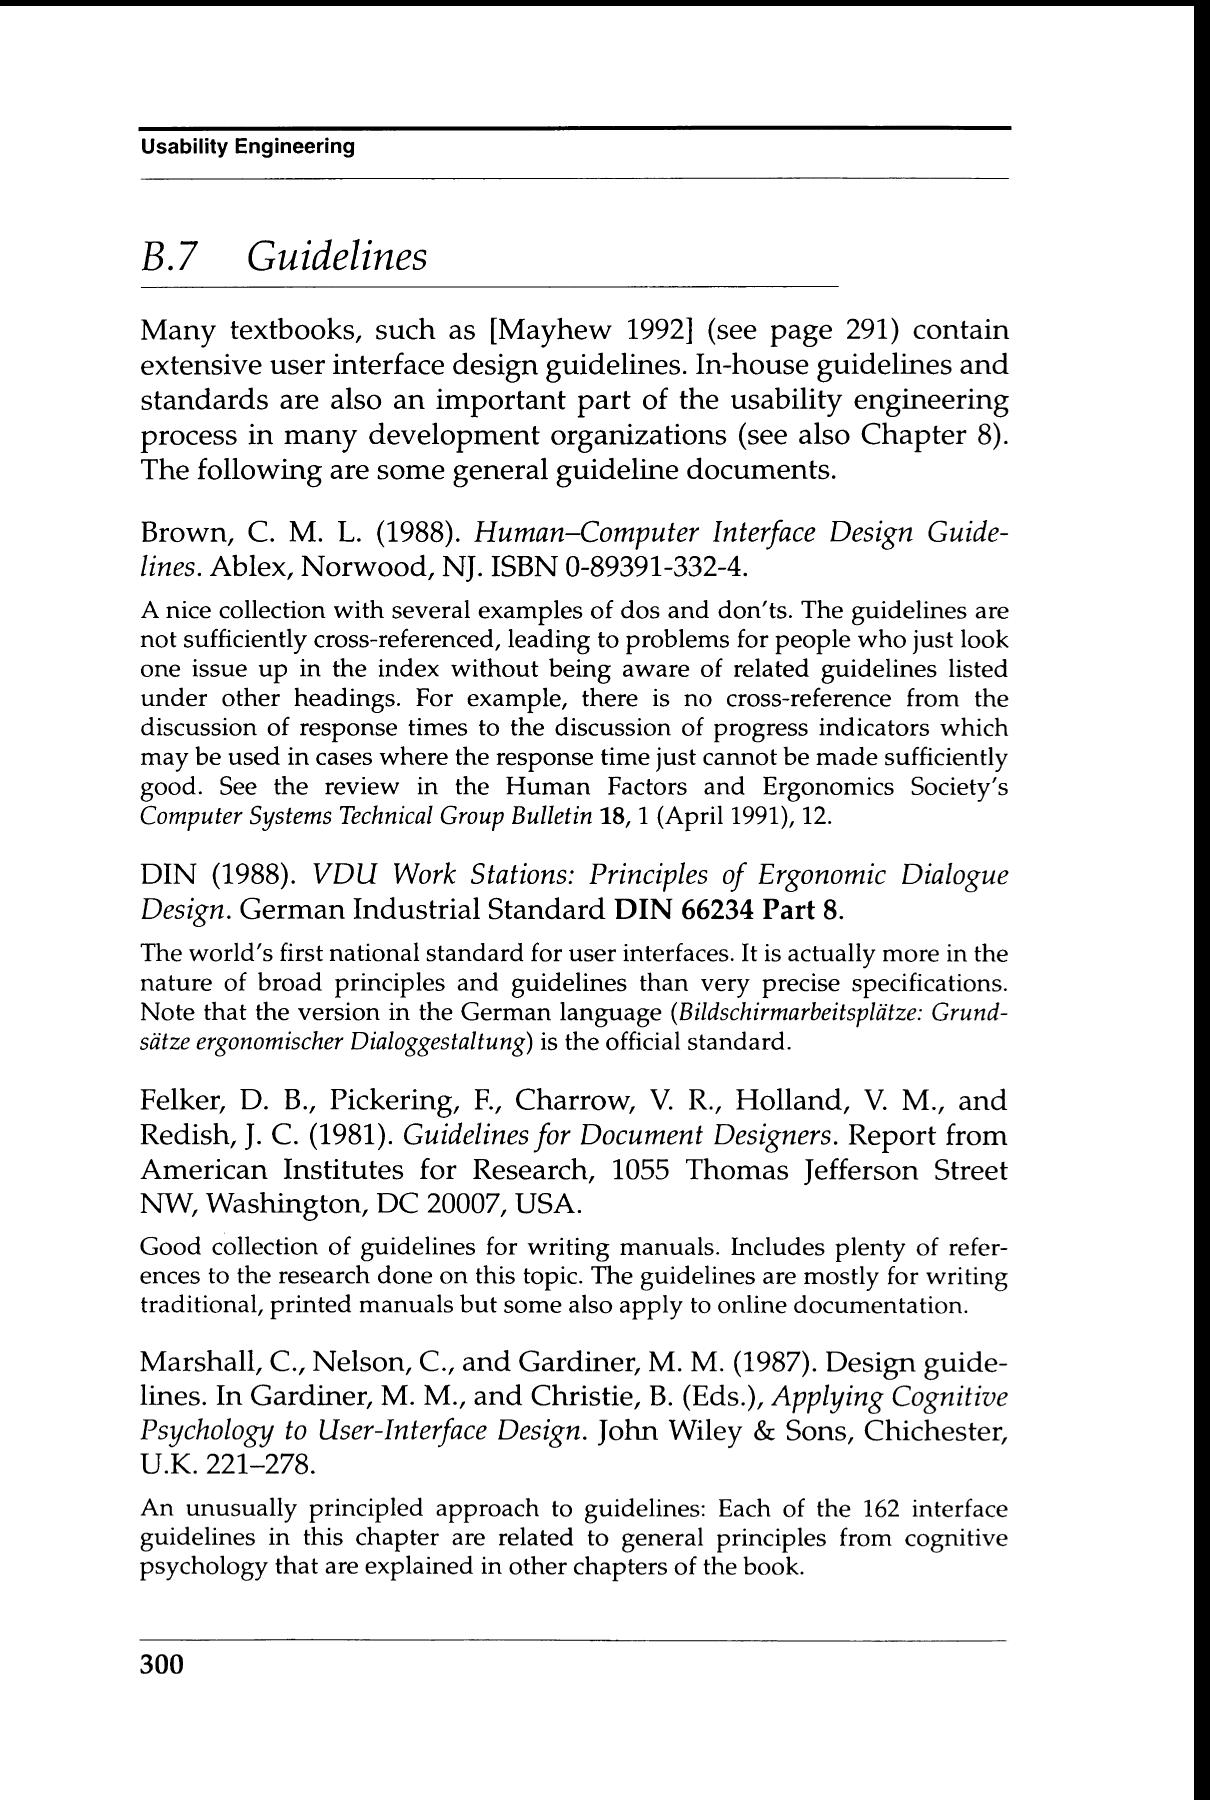 Usability Engineering
B.7 Guidelines
Many textbooks, such as [Mayhew 1992] (see page 291) contain
extensive user interface design guidelines. In-house guidelines and
standards are also an important part of the usability engineering
process in many development organizations (see also Chapter 8).
The following are some general guideline documents.
Brown, C. M. L. (1988). Human–Computer Interface Design Guide-
lines. Ablex, Norwood, NJ. ISBN 0-89391-332-4.
A nice collection with several examples of dos and don'ts. The guidelines are
not sufficiently cross-referenced, leading to problems for people who just look
one issue up in the index without being aware of related guidelines listed
under other headings. For example, there is no cross-reference from the
discussion of response times to the discussion of progress indicators which
may be used in cases where the response time just cannot be made sufficiently
good. See the review in the Human Factors and Ergonomics Society's
Computer Systems Technical Group Bulletin 18, 1 (April 1991), 12.
DIN (1988). VDU Work Stations: Principles of Ergonomic Dialogue
Design. German Industrial Standard DIN 66234 Part 8.
The world's first national standard for user interfaces. It is actually more in the
nature of broad principles and guidelines than very precise specifications.
Note that the version in the German language (Bildschirmarbeitsplätze: Grund-
sätze ergonomischer Dialoggestaltung) is the official standard.
Felker, D. B., Pickering, F., Charrow, V. R., Holland, V. M., and
Redish, J. C. (1981). Guidelines for Document Designers. Report from
American Institutes for Research, 1055 Thomas Jefferson Street
NW, Washington, DC 20007, USA.
Good collection of guidelines for writing manuals. Includes plenty of refer-
ences to the research done on this topic. The guidelines are mostly for writing
traditional, printed manuals but some also apply to online documentation.
Marshall, C., Nelson, C., and Gardiner, M. M. (1987). Design guide-
lines. In Gardiner, M. M., and Christie, B. (Eds.), Applying Cognitive
Psychology to User-Interface Design. John Wiley & Sons, Chichester,
U.K. 221–278.
An unusually principled approach to guidelines: Each of the 162 interface
guidelines in this chapter are related to general principles from cognitive
psychology that are explained in other chapters of the book.
300